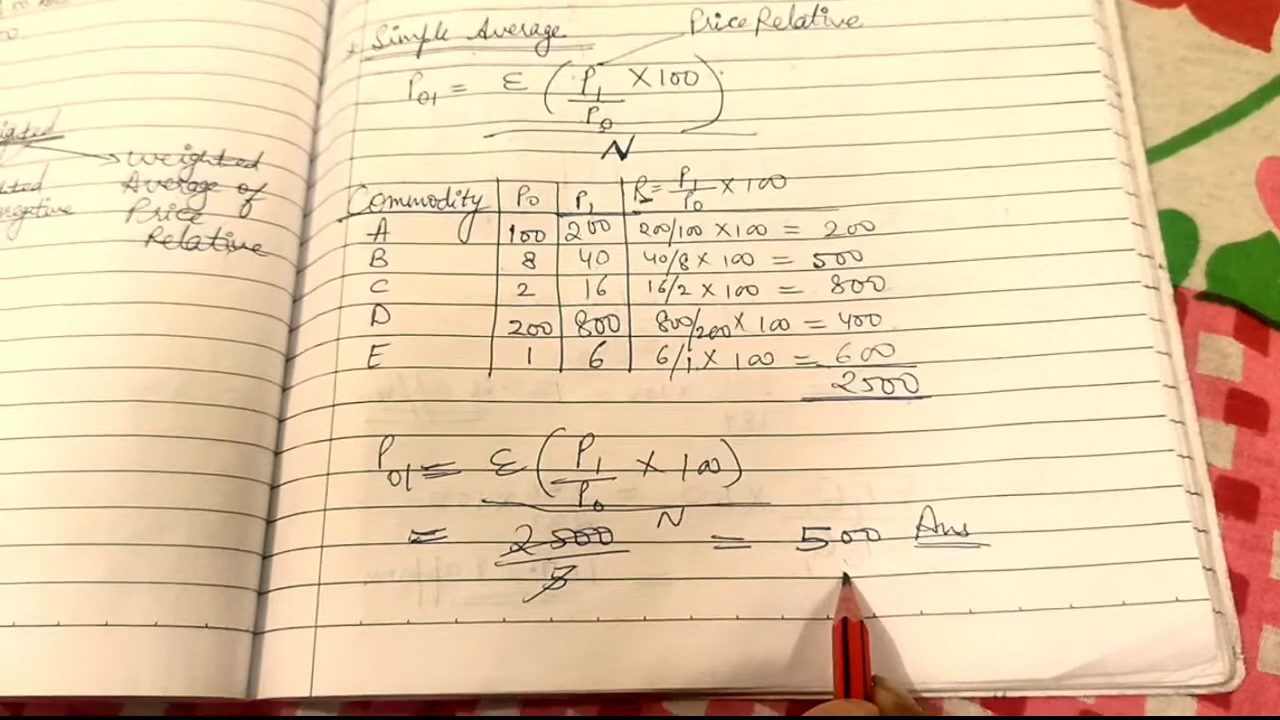 Weighted
Average of
Price
Relative
* Simple Average
Price Relative
P01 = Ɛ (P1/P0 × 100)
N
Commodity P0 P1 R = P1/P0 × 100
A 100 200 200/100 × 100 = 200
B 8 40 40/8 × 100 = 500
C 2 16 16/2 × 100 = 800
D 200 800 800/200 × 100 = 400
E 1 6 6/1 × 100 = 600
2500
P01 = Ɛ (P1/P0 × 100)
N
= 2500/5 = 500 Ans